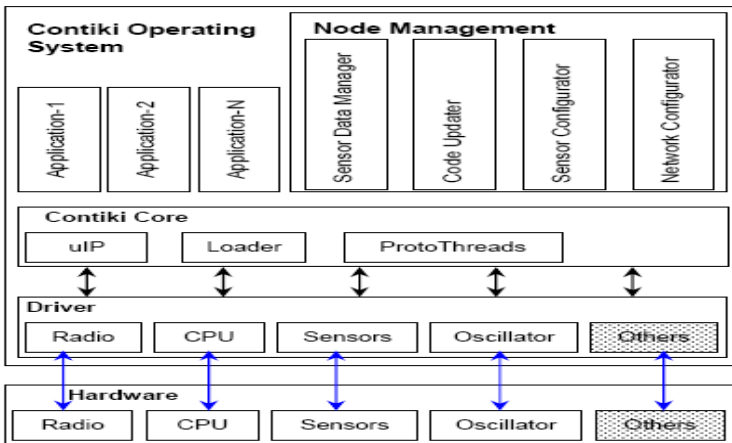 Contiki Operating
System
Node Management
Application-1
Application-2
Application-N
Sensor Data Manager
Code Updater
Sensor Configurator
Network Configurator
Contiki Core
uIP
Loader
ProtoThreads
Driver
Radio
CPU
Sensors
Oscillator
Others
Hardware
Radio
CPU
Sensors
Oscillator
Others